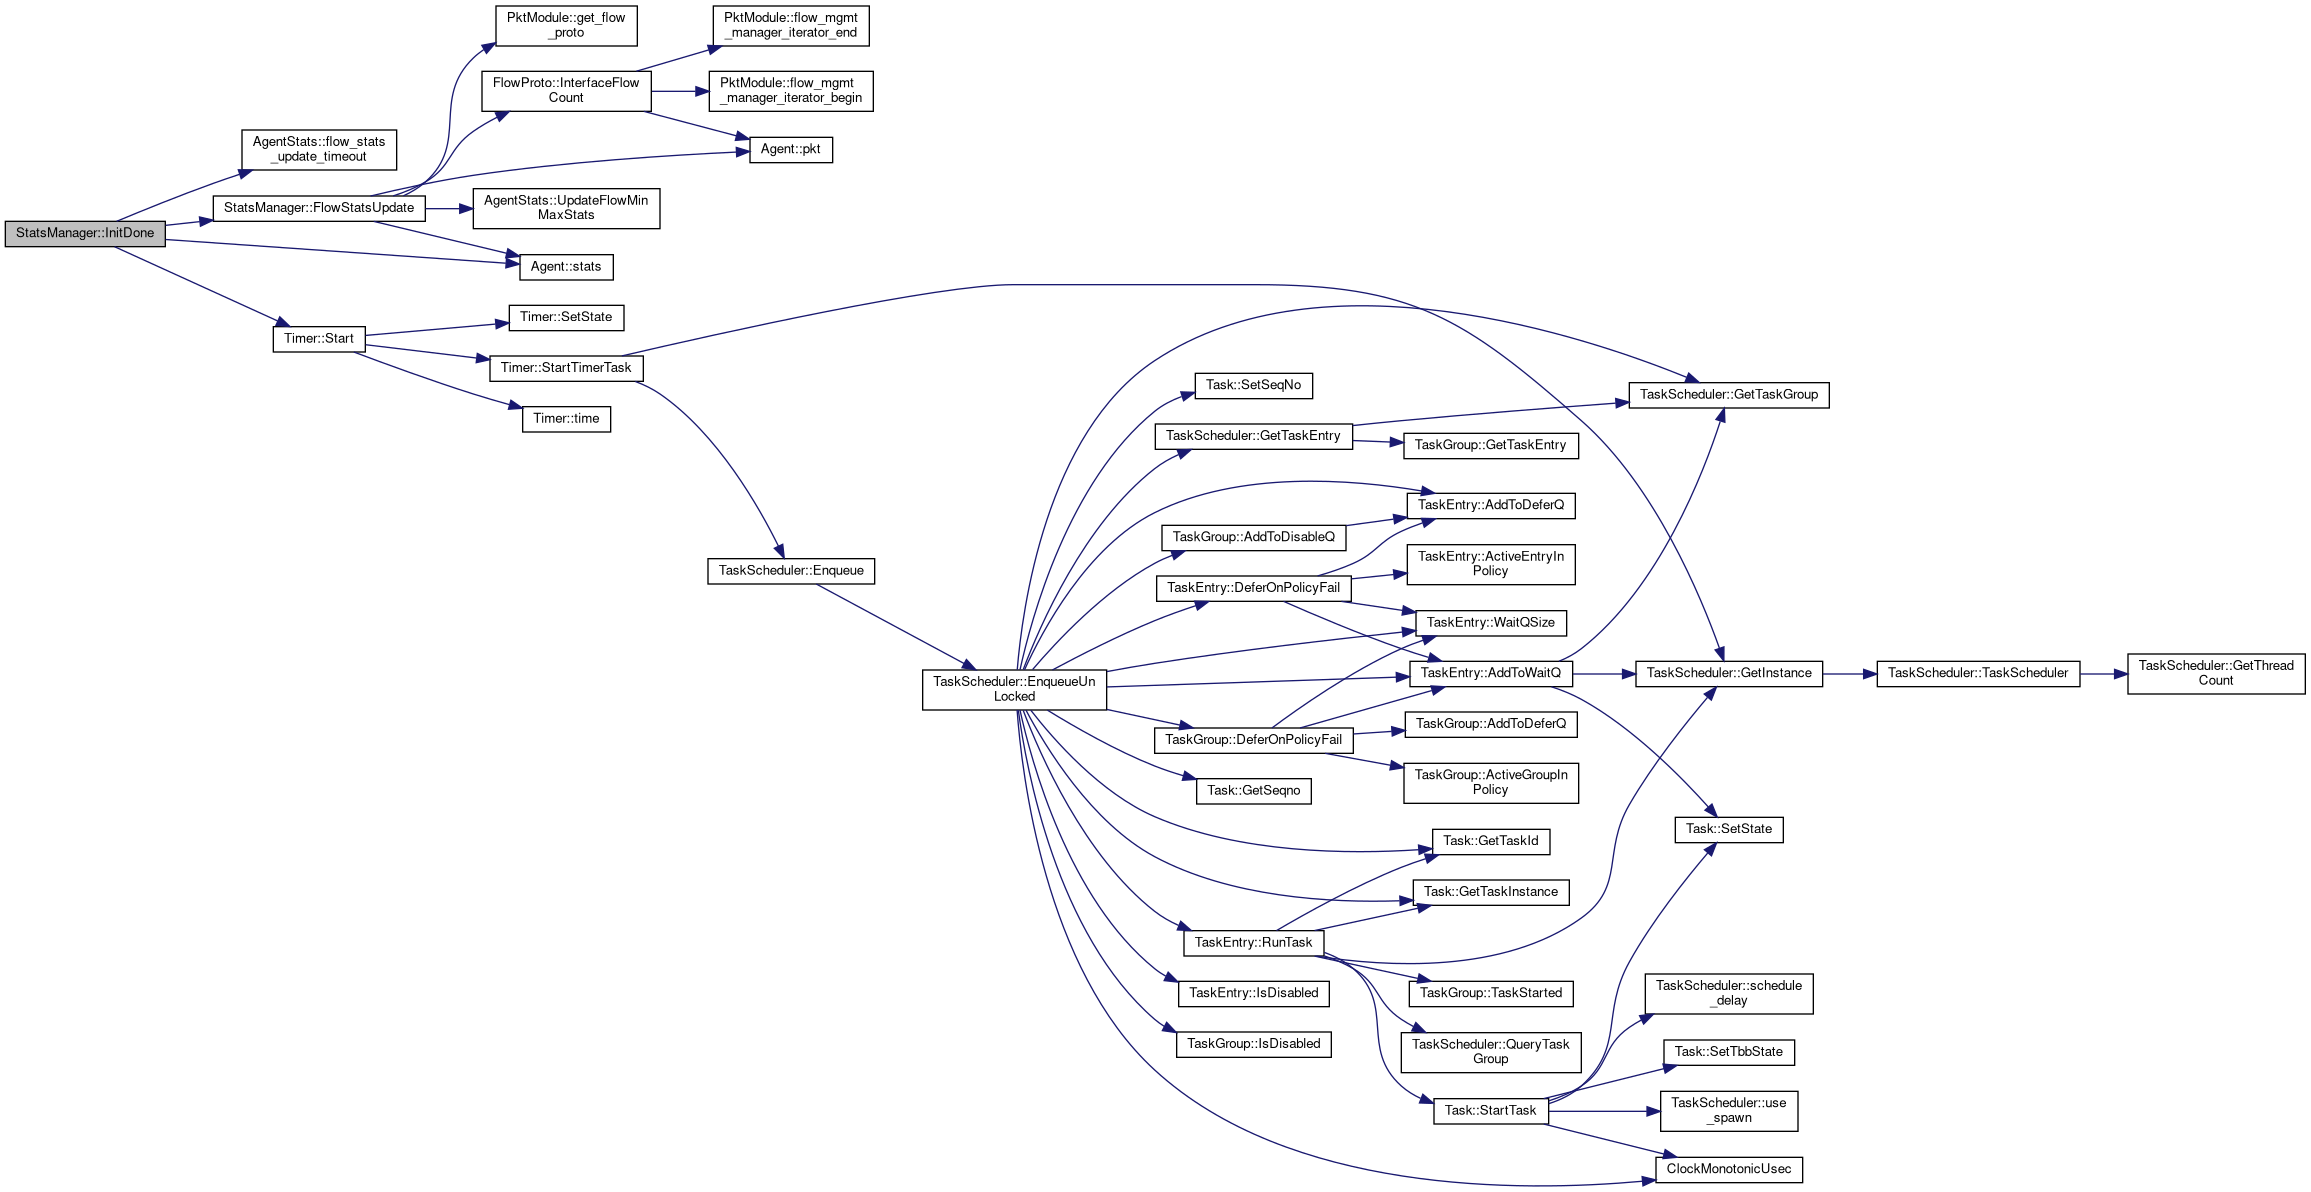 PktModule::get_flow
_proto
PktModule::flow_mgmt
_manager_iterator_end
FlowProto::InterfaceFlow
Count
PktModule::flow_mgmt
_manager_iterator_begin
AgentStats::flow_stats
_update_timeout
Agent::pkt
StatsManager::FlowStatsUpdate
AgentStats::UpdateFlowMin
MaxStats
StatsManager::InitDone
Agent::stats
Timer::SetState
Timer::Start
Timer::StartTimerTask
Timer::time
Task::SetSeqNo
TaskScheduler::GetTaskGroup
TaskScheduler::GetTaskEntry
TaskGroup::GetTaskEntry
TaskEntry::AddToDeferQ
TaskGroup::AddToDisableQ
TaskEntry::ActiveEntryIn
Policy
TaskScheduler::Enqueue
TaskEntry::DeferOnPolicyFail
TaskEntry::WaitQSize
TaskScheduler::EnqueueUn
Locked
TaskEntry::AddToWaitQ
TaskScheduler::GetInstance
TaskScheduler::TaskScheduler
TaskScheduler::GetThread
Count
TaskGroup::AddToDeferQ
TaskGroup::DeferOnPolicyFail
TaskGroup::ActiveGroupIn
Policy
Task::GetSeqno
Task::SetState
Task::GetTaskId
Task::GetTaskInstance
TaskEntry::RunTask
TaskEntry::IsDisabled
TaskGroup::TaskStarted
TaskScheduler::schedule
_delay
TaskGroup::IsDisabled
TaskScheduler::QueryTask
Group
Task::SetTbbState
Task::StartTask
TaskScheduler::use
_spawn
ClockMonotonicUsec